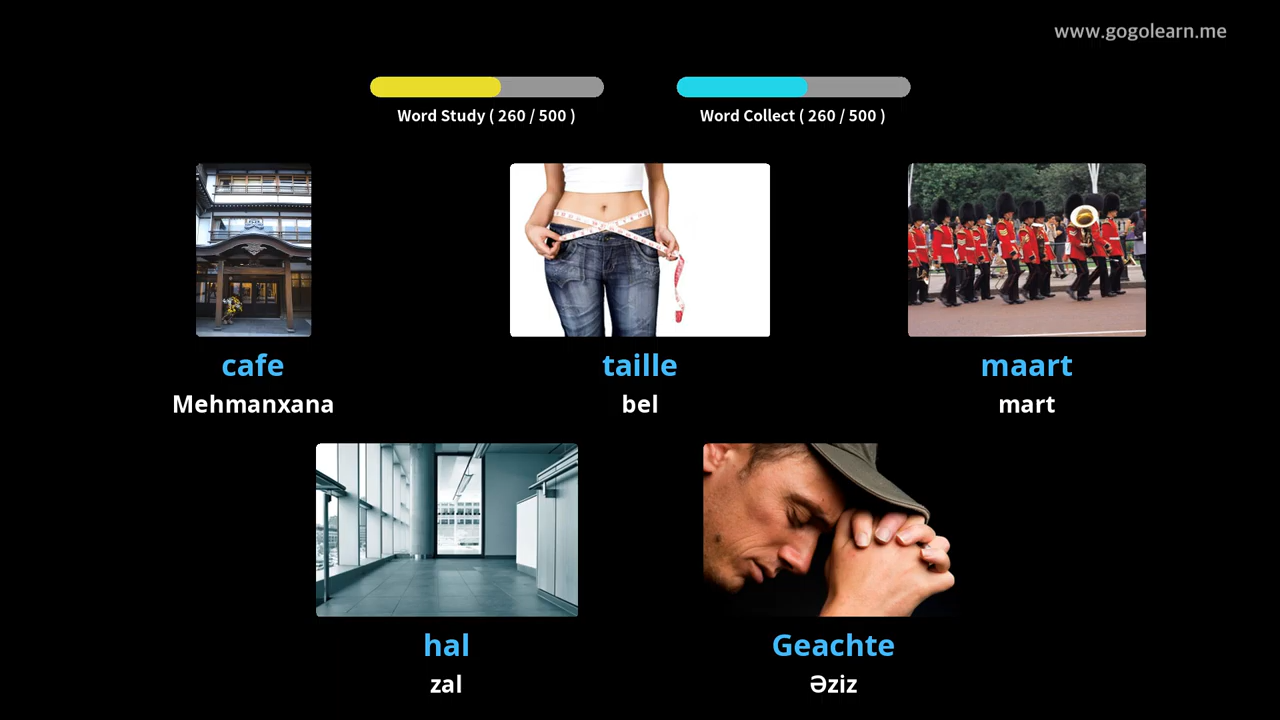 www.gogolearn.me
Word Study ( 260 / 500 )
Word Collect ( 260 / 500 )
cafe
Mehmanxana
taille
bel
maart
mart
hal
zal
Geachte
Əziz